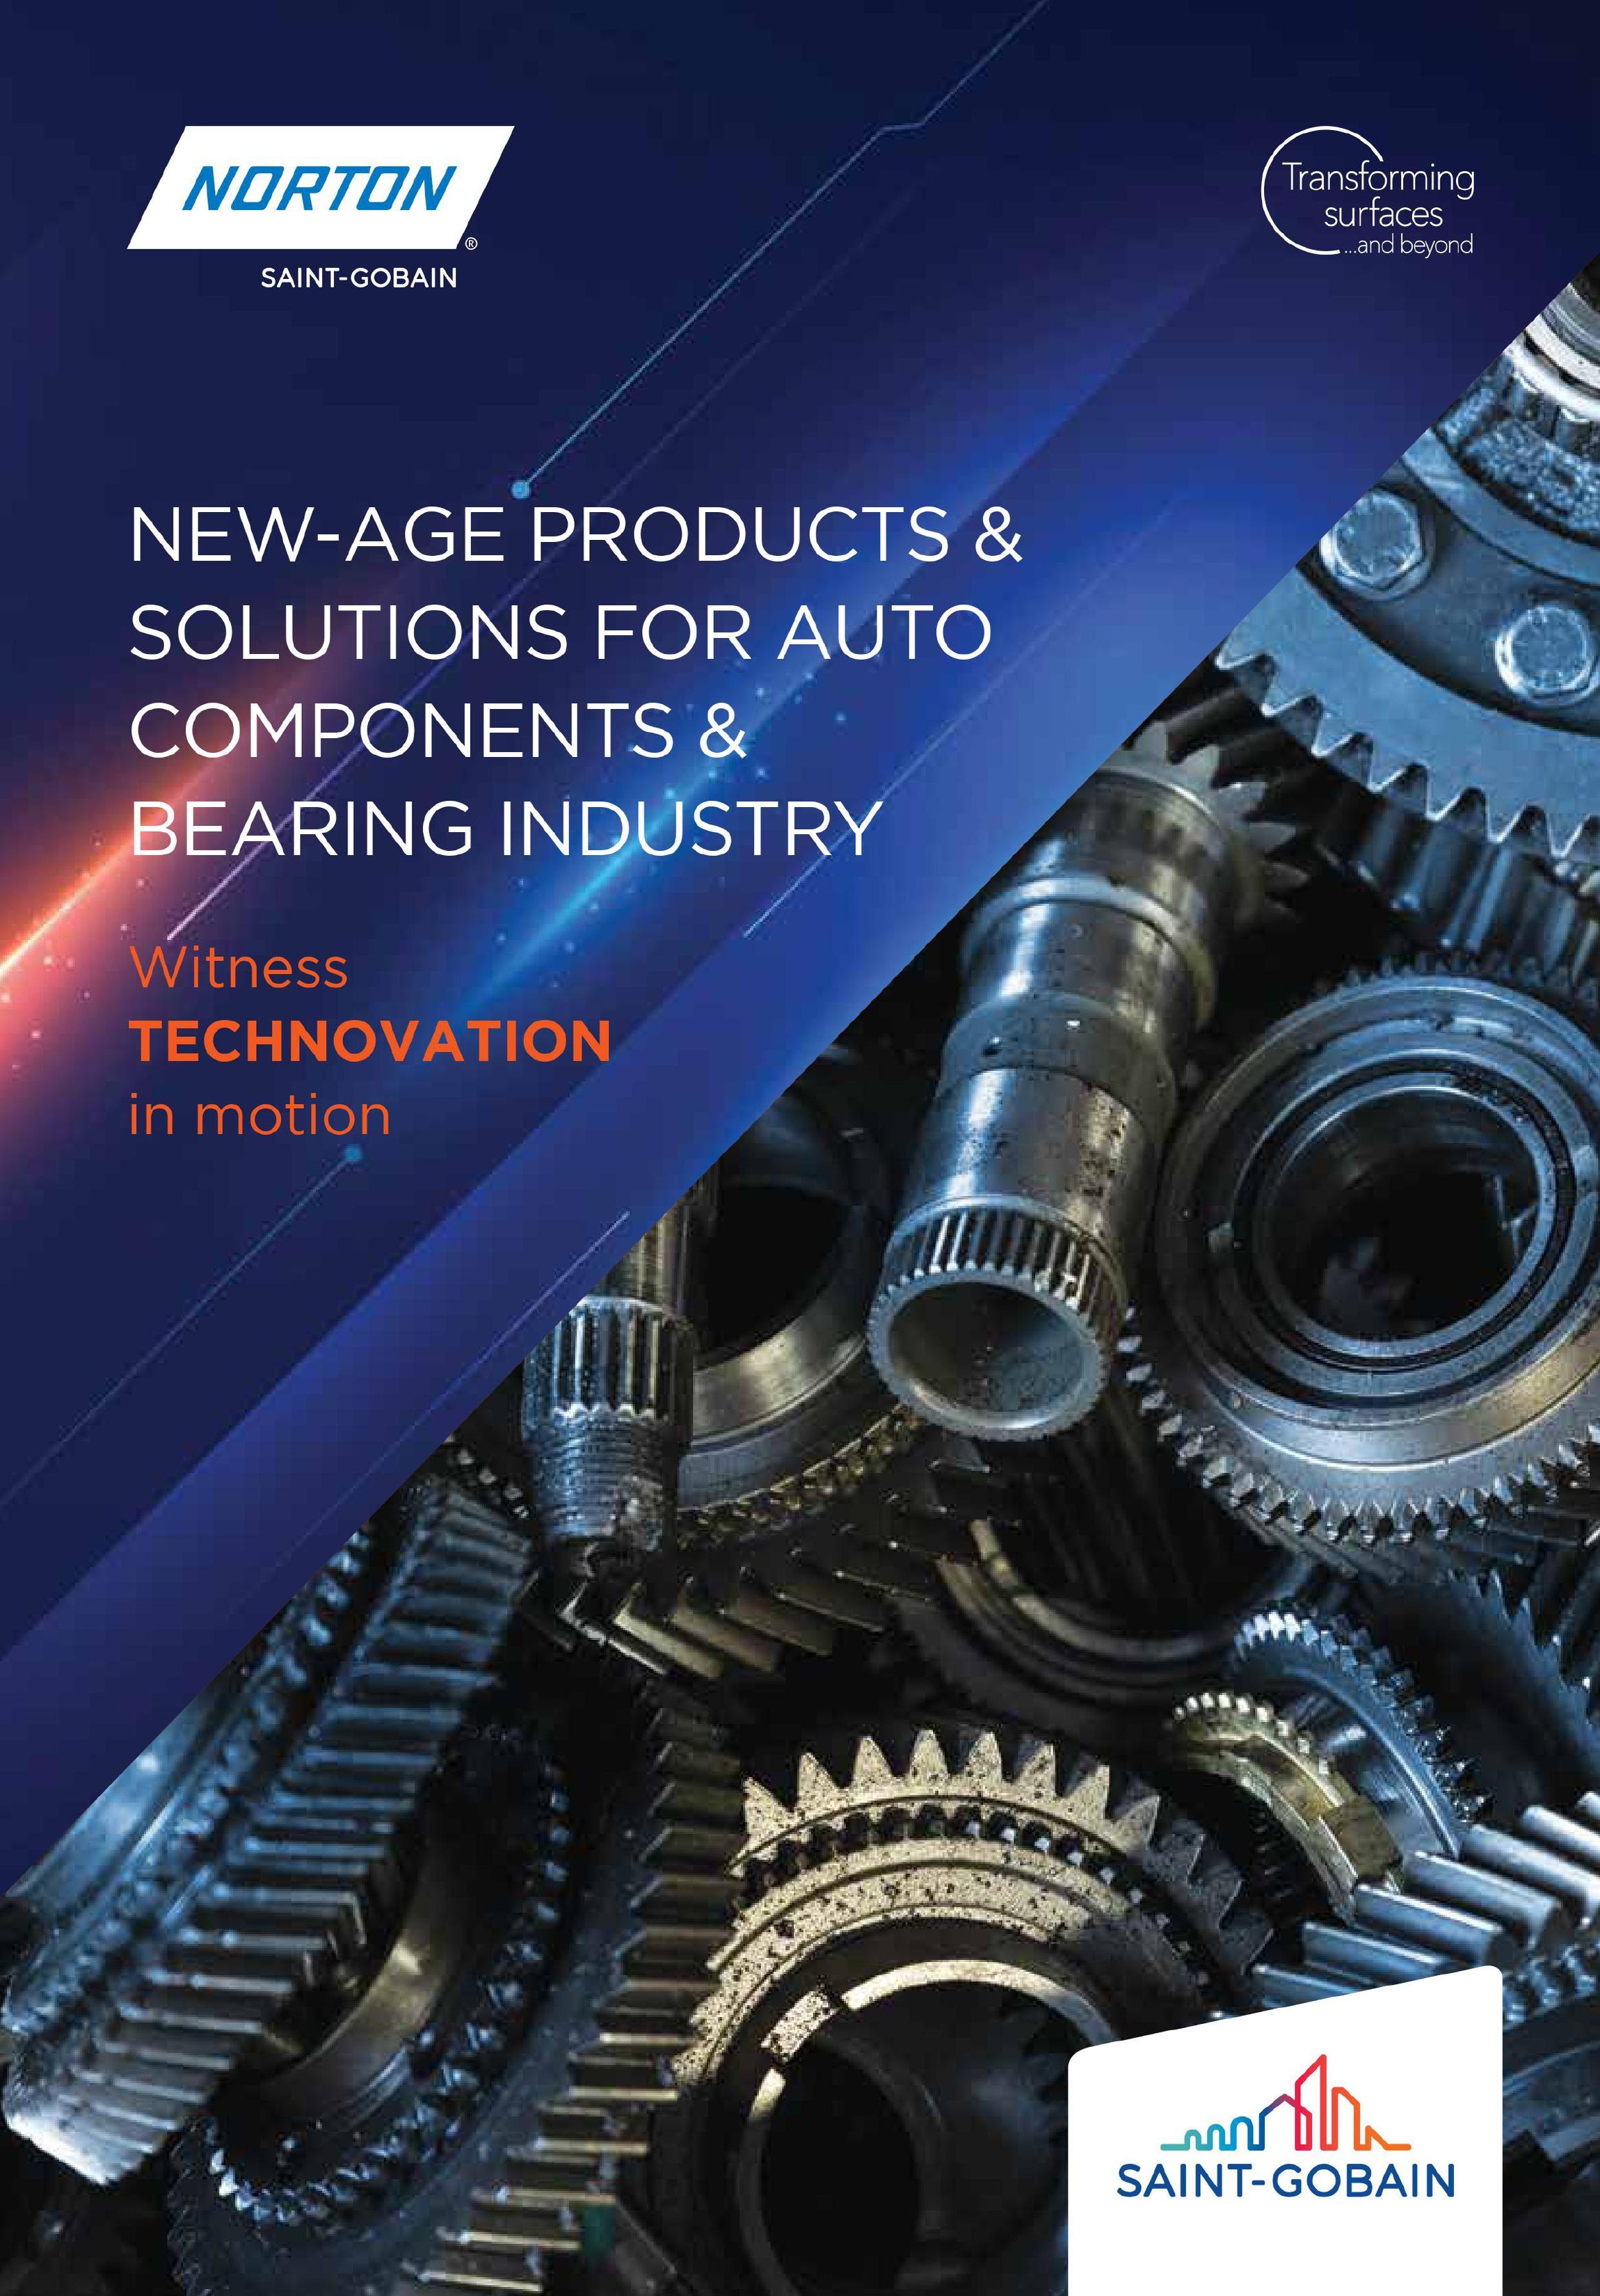 NORTON
®
SAINT-GOBAIN
Transforming
surfaces
...and beyond
NEW-AGE PRODUCTS &
SOLUTIONS FOR AUTO
COMPONENTS &
BEARING INDUSTRY
Witness
TECHNOVATION
in motion
SAINT-GOBAIN